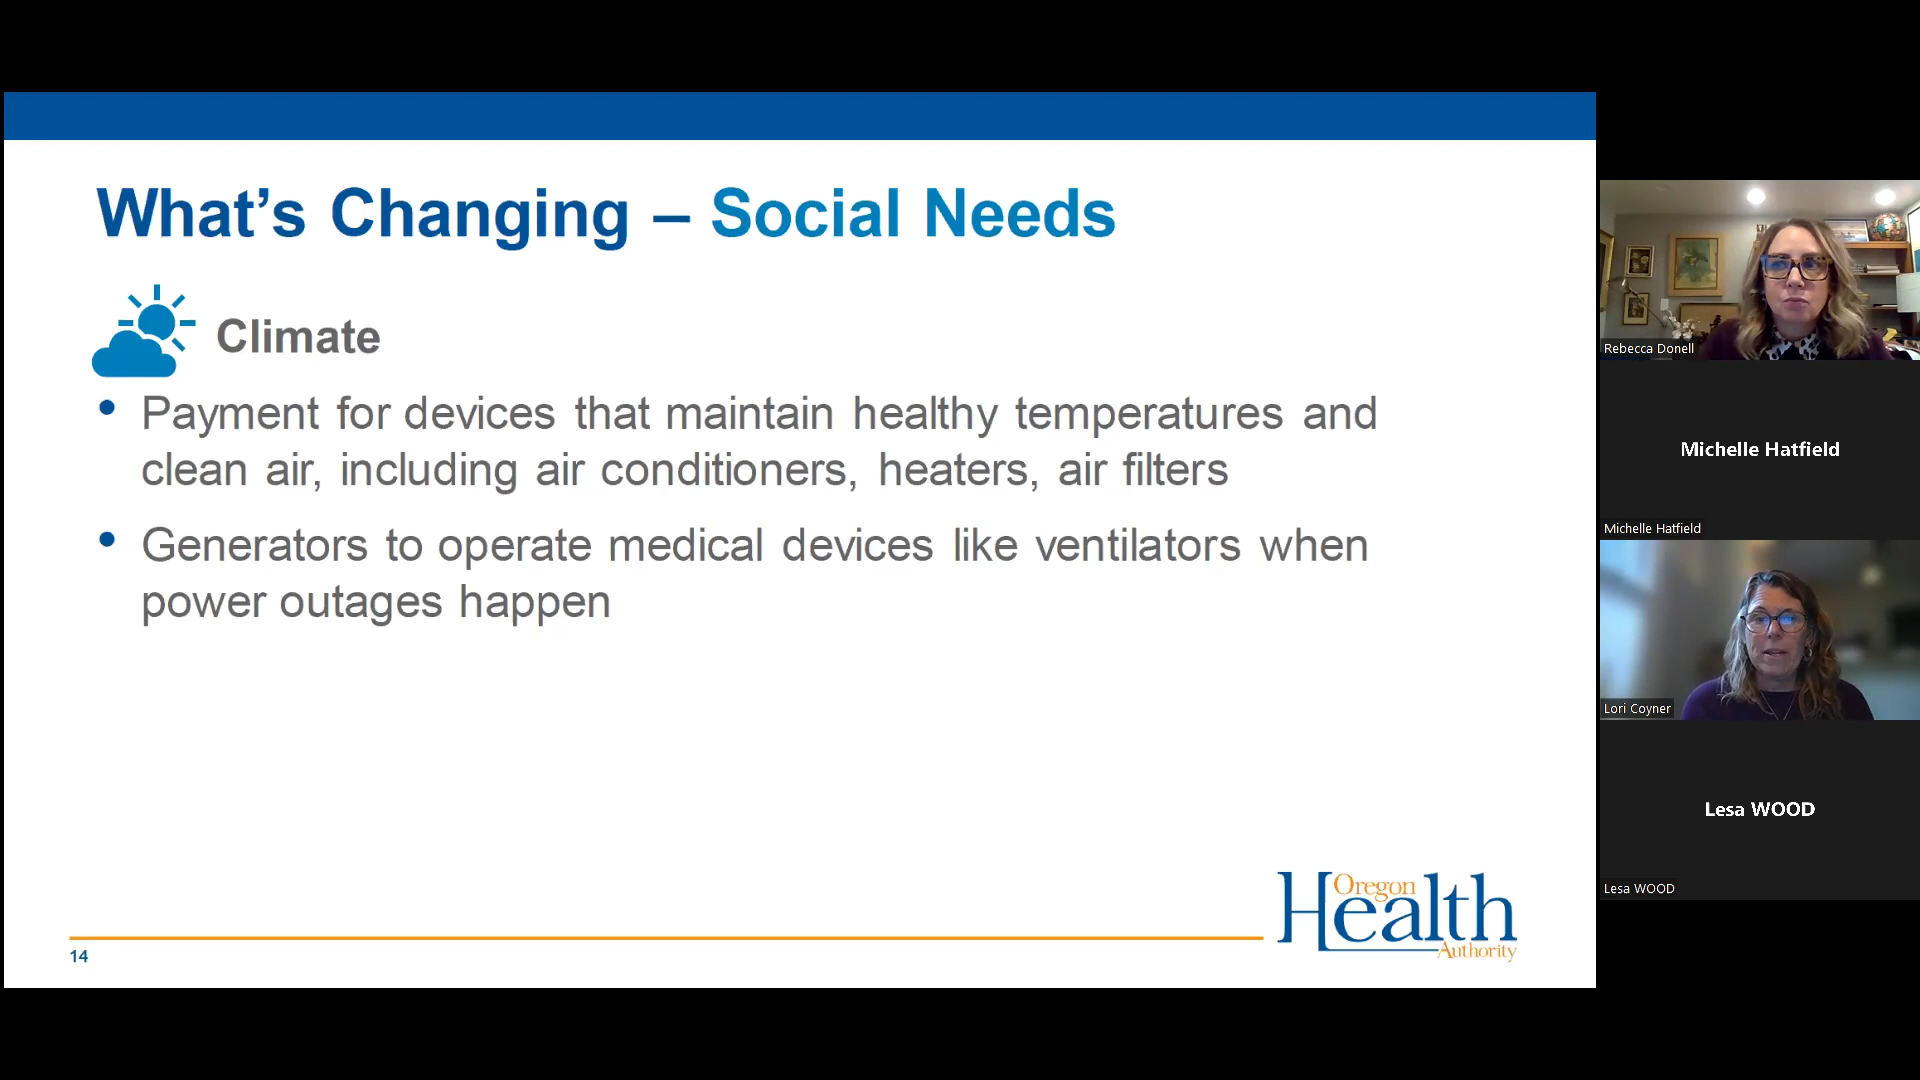 What's Changing – Social Needs
Climate
• Payment for devices that maintain healthy temperatures and
clean air, including air conditioners, heaters, air filters
• Generators to operate medical devices like ventilators when
power outages happen
14
Oregon
Health
Authority
Rebecca Donell
Michelle Hatfield
Michelle Hatfield
Lori Coyner
Lesa WOOD
Lesa WOOD